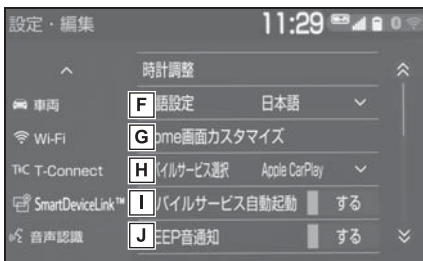 設定・編集 11:29
時計調整
車両 F 語設定 日本語
Wi-Fi G ome画面カスタマイズ
T-Connect H バイルサービス選択 Apple CarPlay
SmartDeviceLink™ I バイルサービス自動起動 する
音声認識 J EEP音通知 する